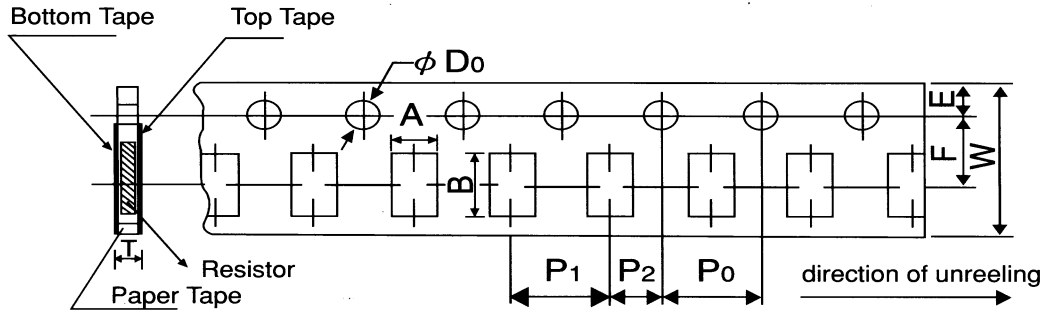 Bottom Tape
Top Tape
ϕ D0
A
B
E
F
W
T
P1
P2
P0
Resistor
Paper Tape
direction of unreeling